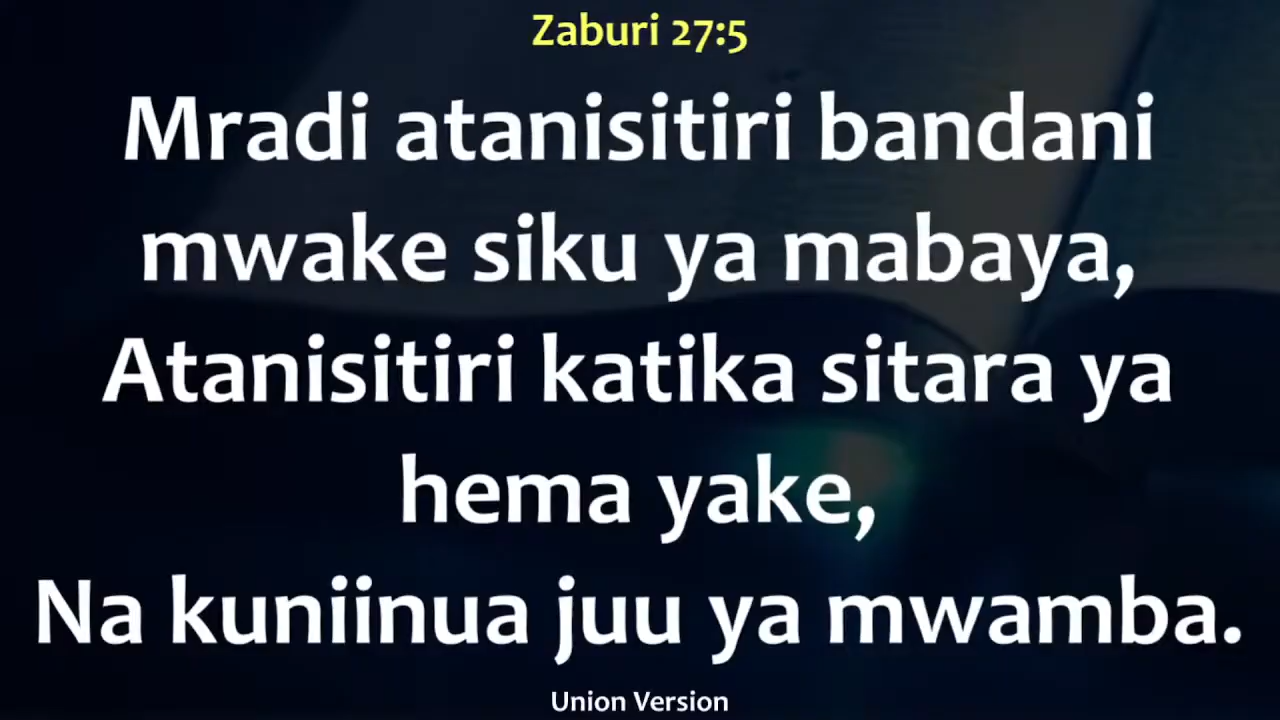 Zaburi 27:5
Mradi atanisitiri bandani
mwake siku ya mabaya,
Atanisitiri katika sitara ya
hema yake,
Na kuniinua juu ya mwamba.
Union Version